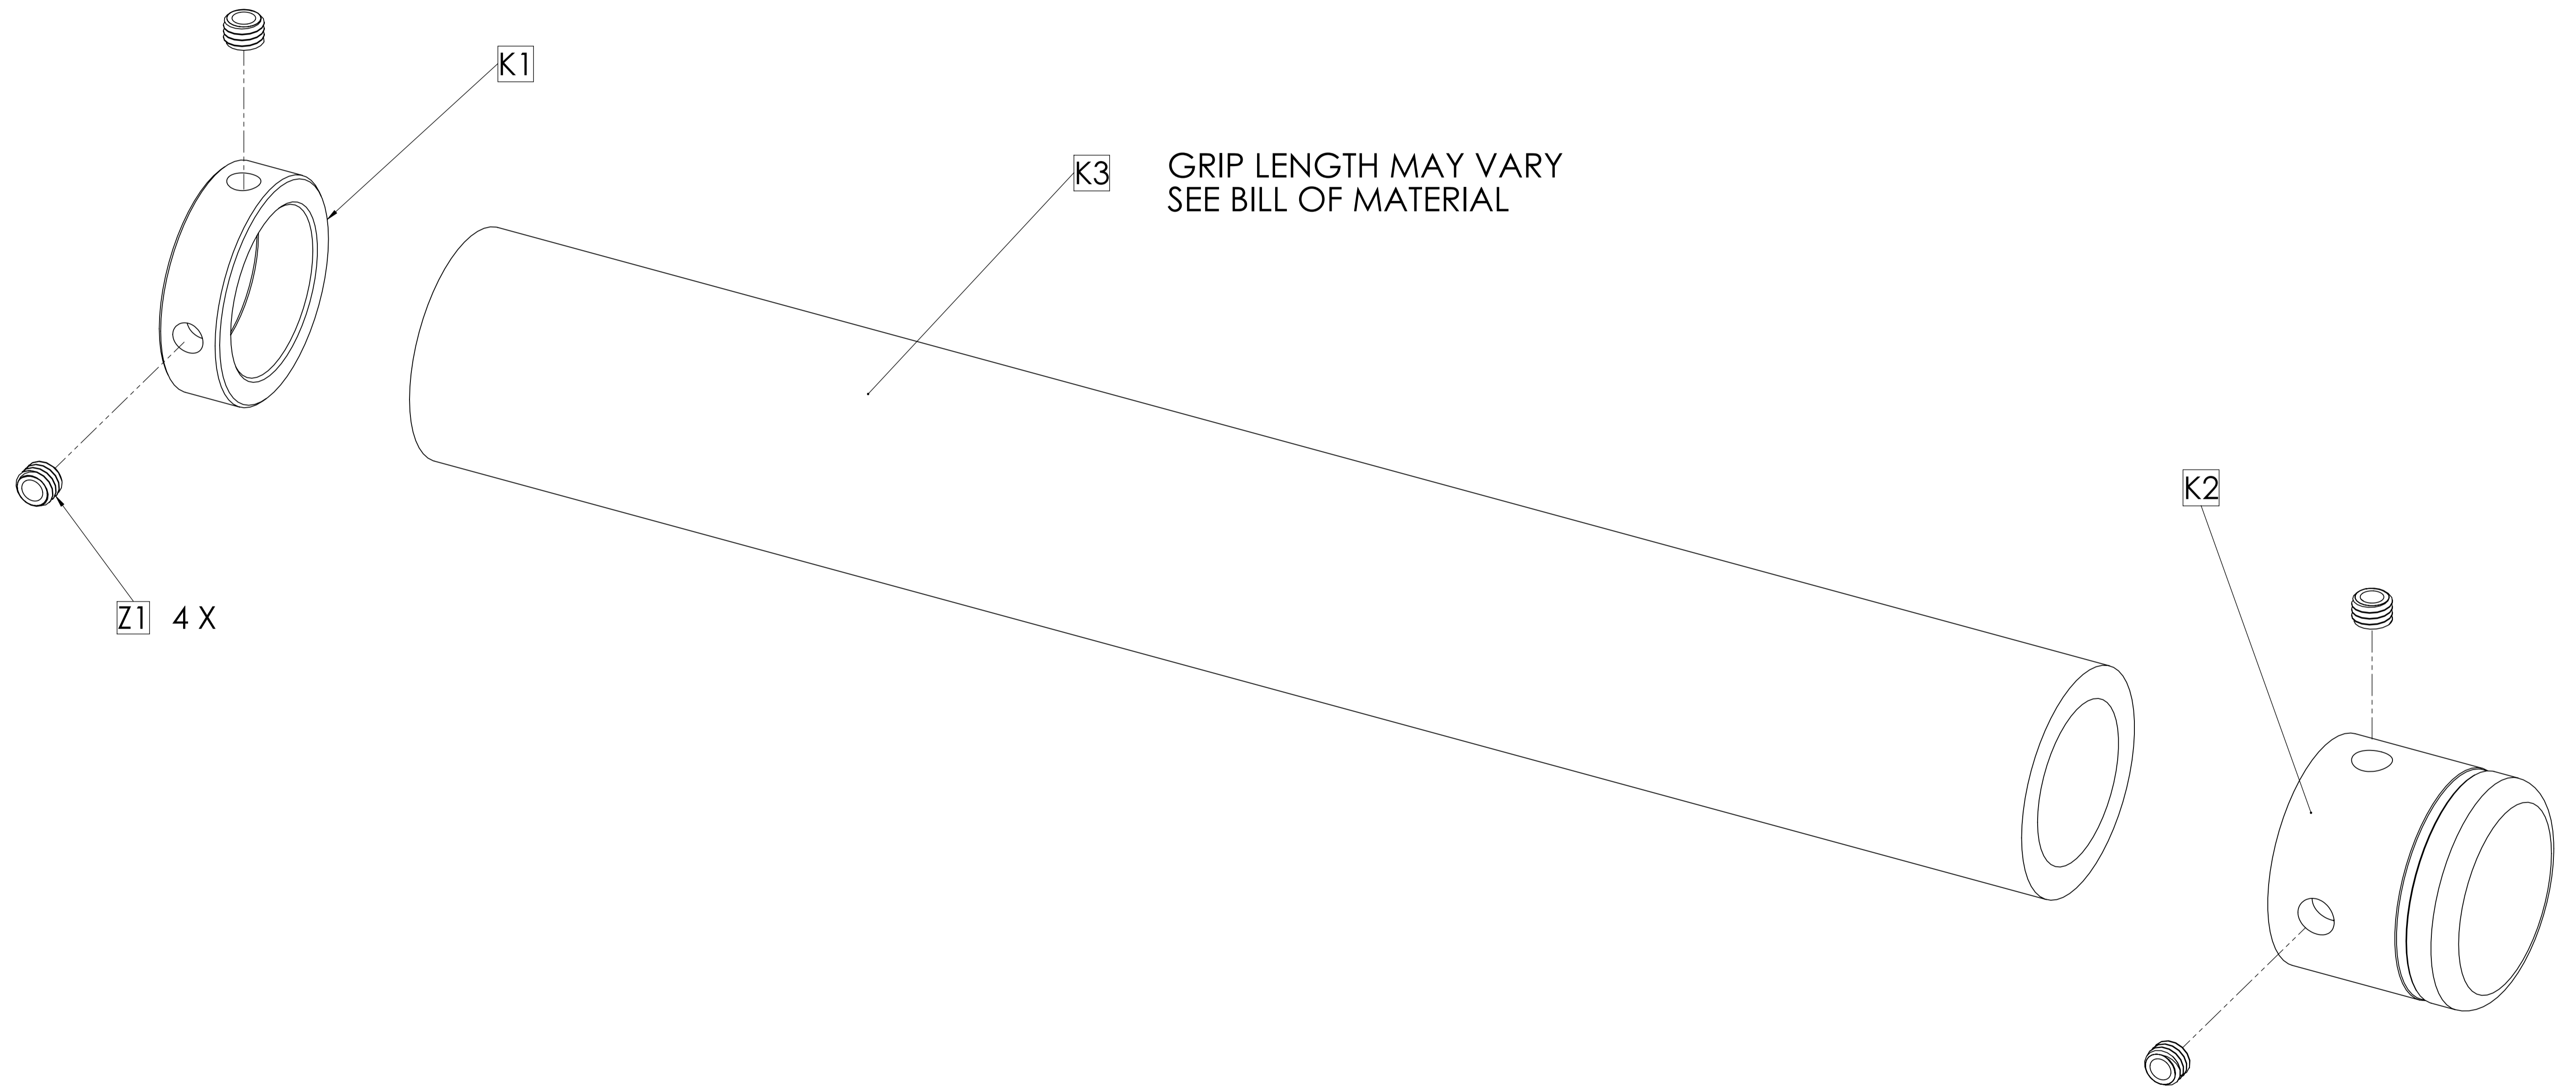 K1
K3
GRIP LENGTH MAY VARY
SEE BILL OF MATERIAL
K2
Z1 4 X